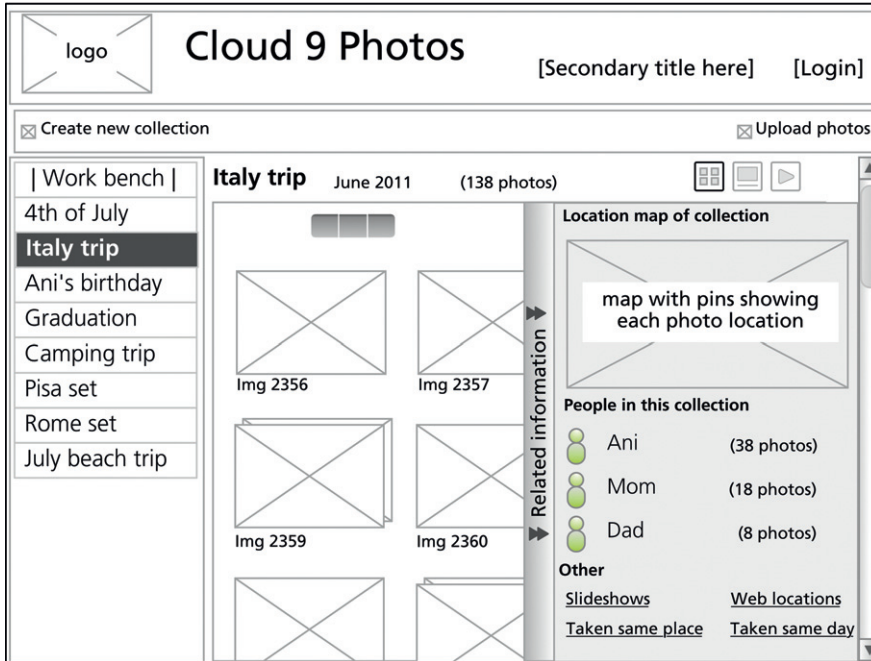 logo
Cloud 9 Photos
[Secondary title here]
[Login]
Create new collection
Upload photos
| Work bench |
4th of July
Italy trip
Ani's birthday
Graduation
Camping trip
Pisa set
Rome set
July beach trip
Italy trip June 2011 (138 photos)
Img 2356
Img 2357
Img 2359
Img 2360
Related information
Location map of collection
map with pins showing
each photo location
People in this collection
Ani (38 photos)
Mom (18 photos)
Dad (8 photos)
Other
Slideshows Web locations
Taken same place Taken same day